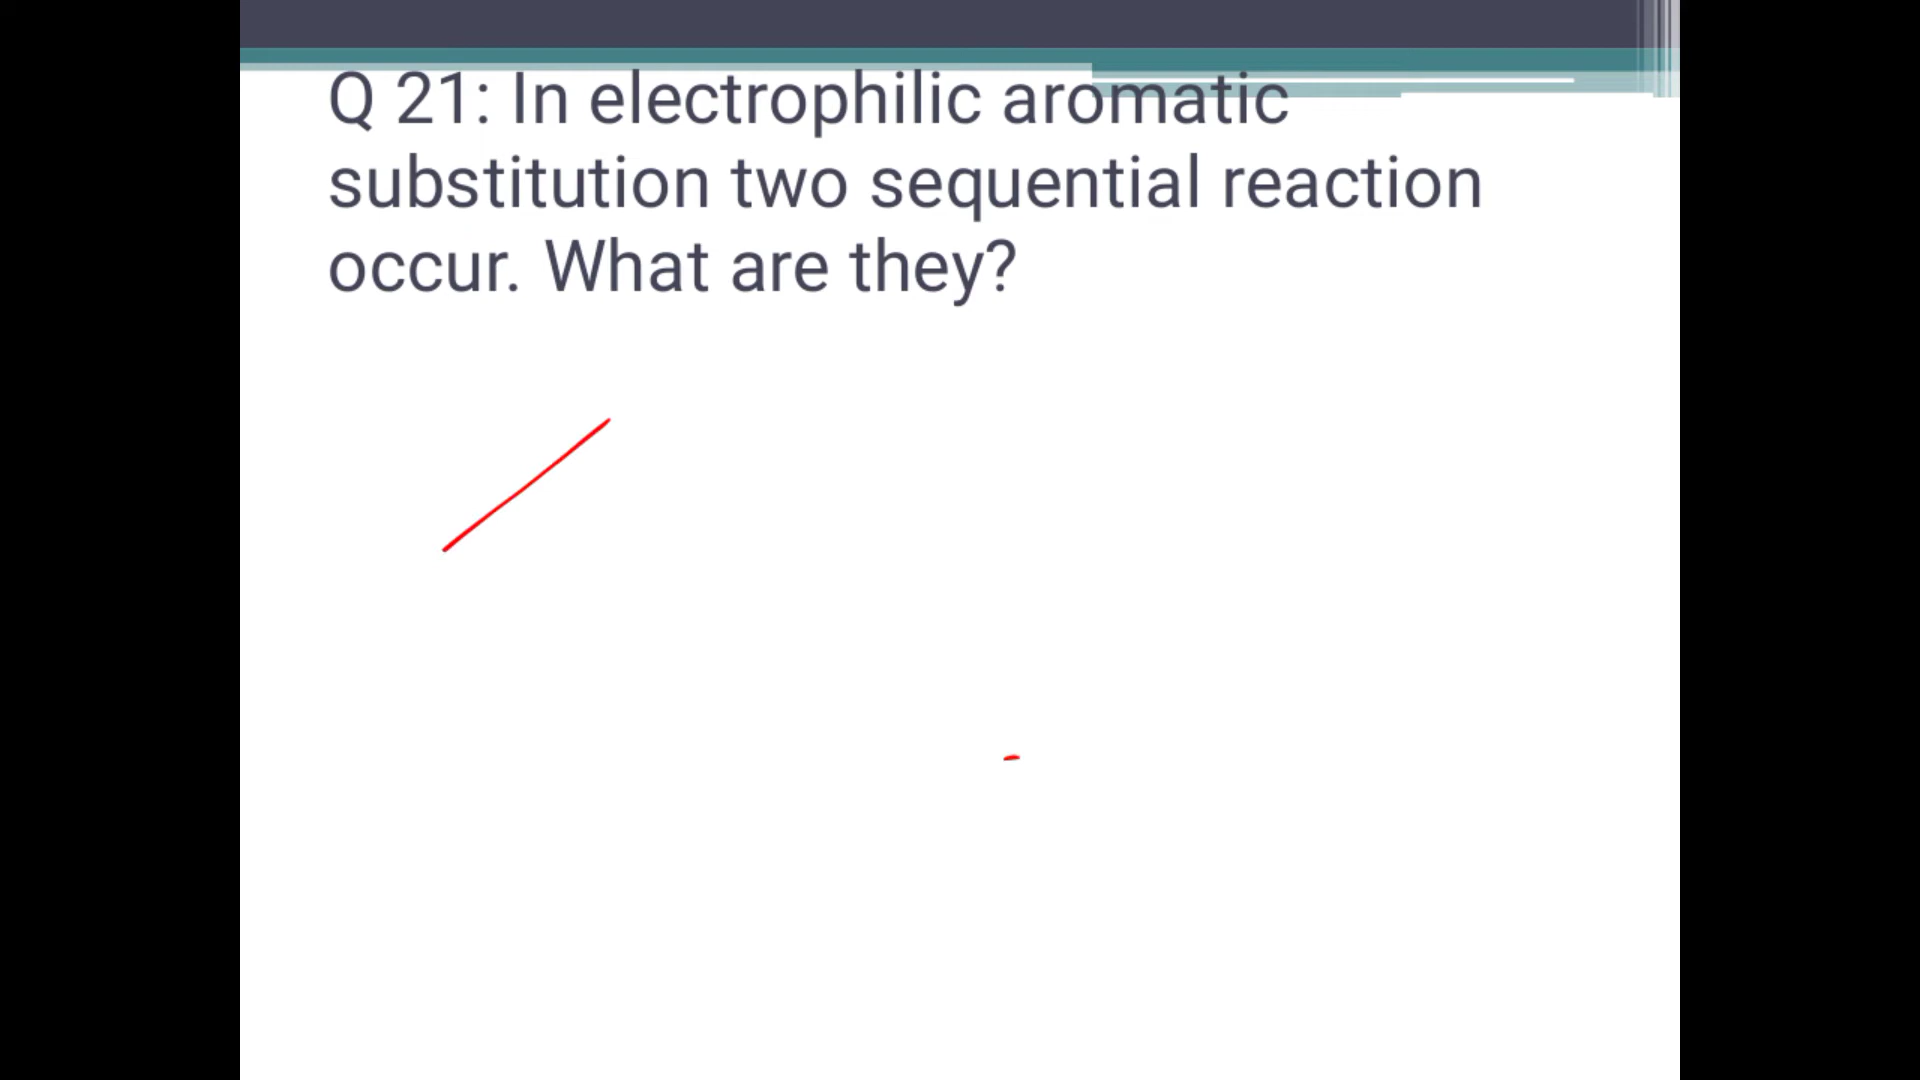 Q 21: In electrophilic aromatic
substitution two sequential reaction
occur. What are they?